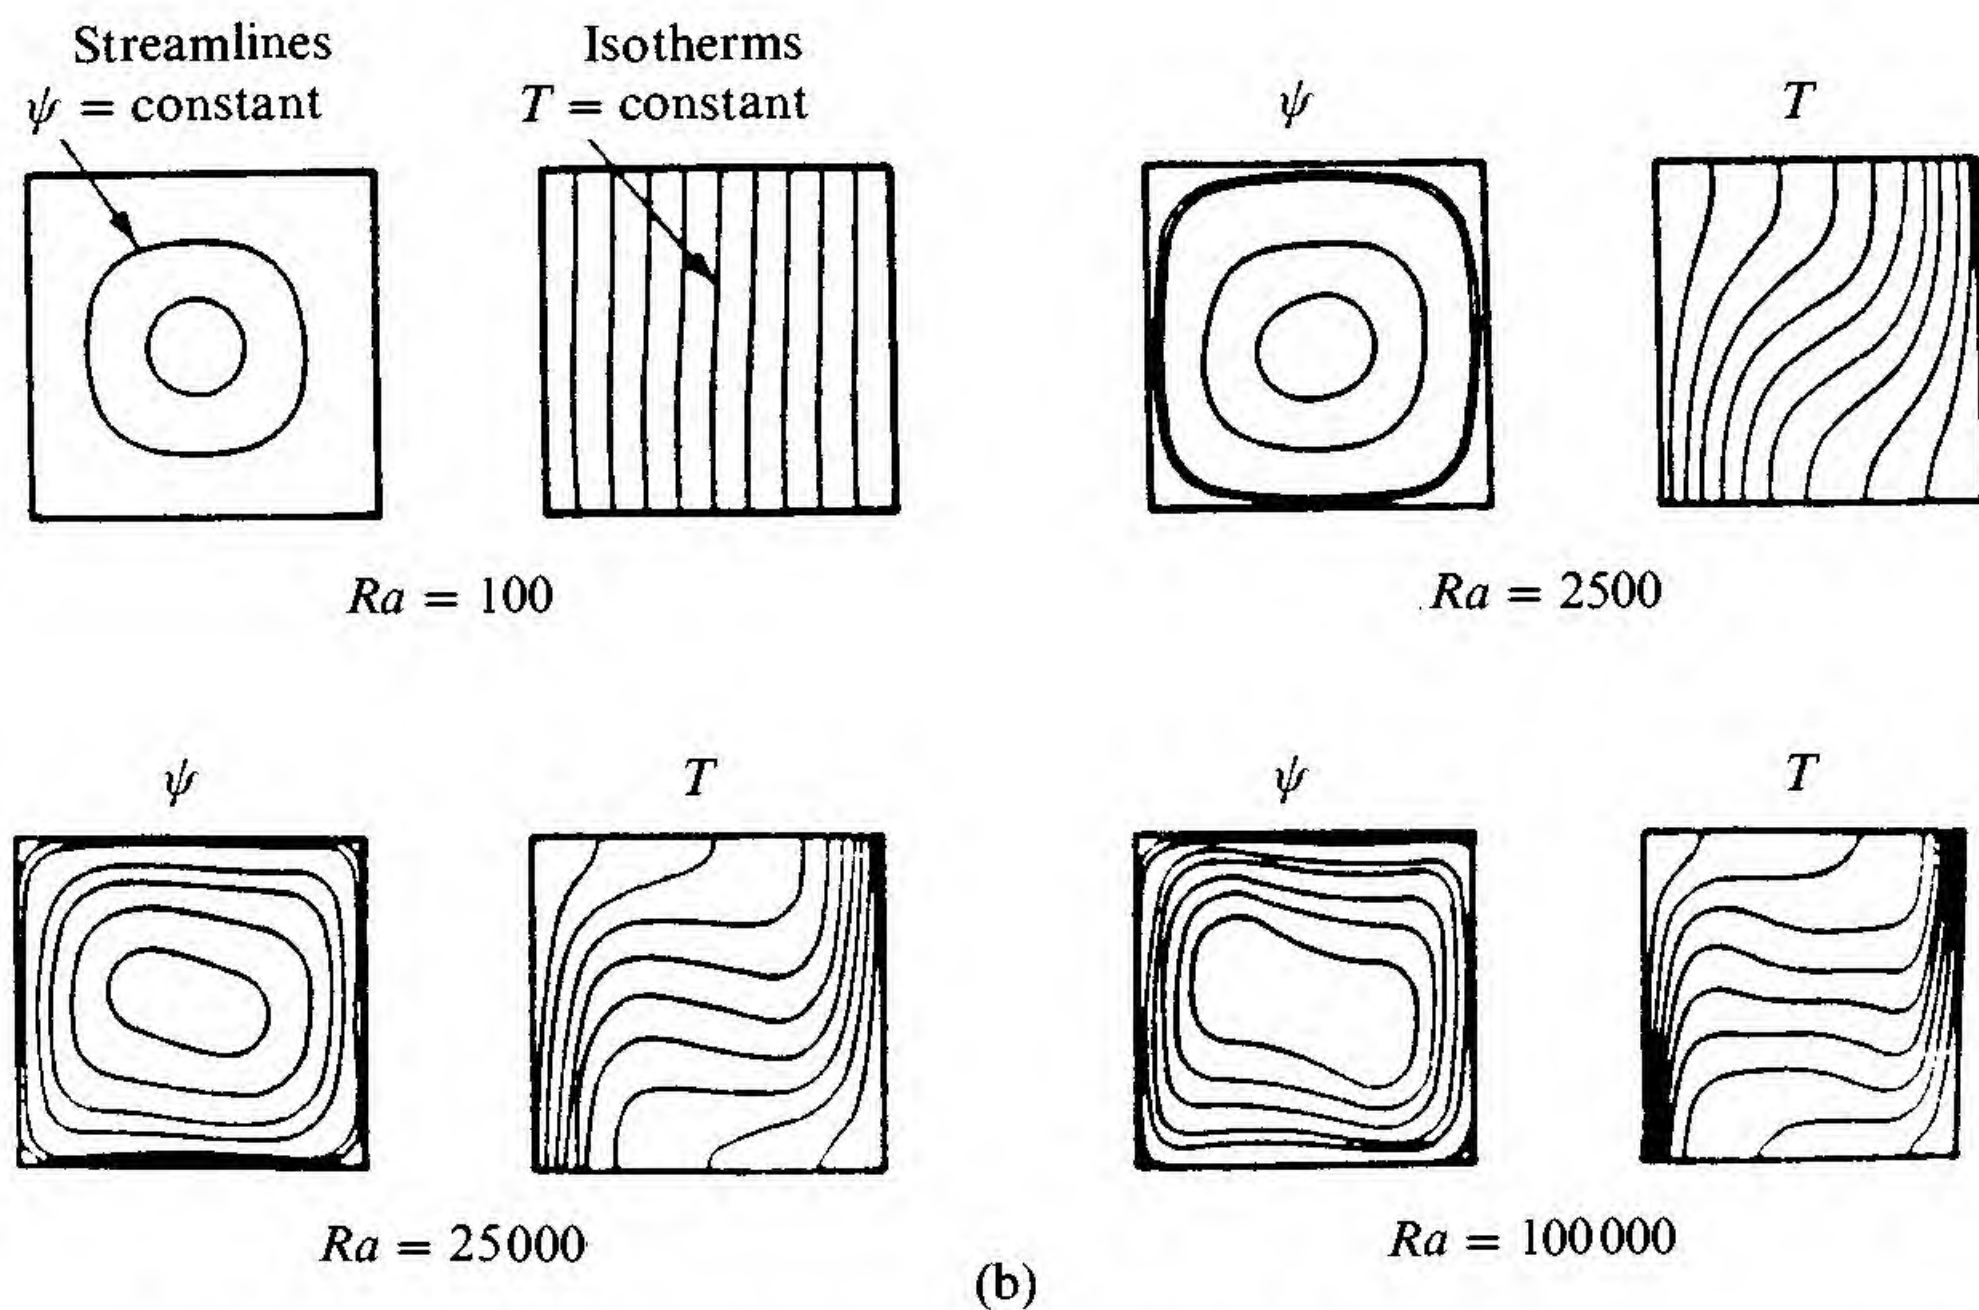 Streamlines
ψ = constant
Isotherms
T = constant
ψ
T
Ra = 100
Ra = 2500
ψ
T
ψ
T
Ra = 25000
Ra = 100000
(b)